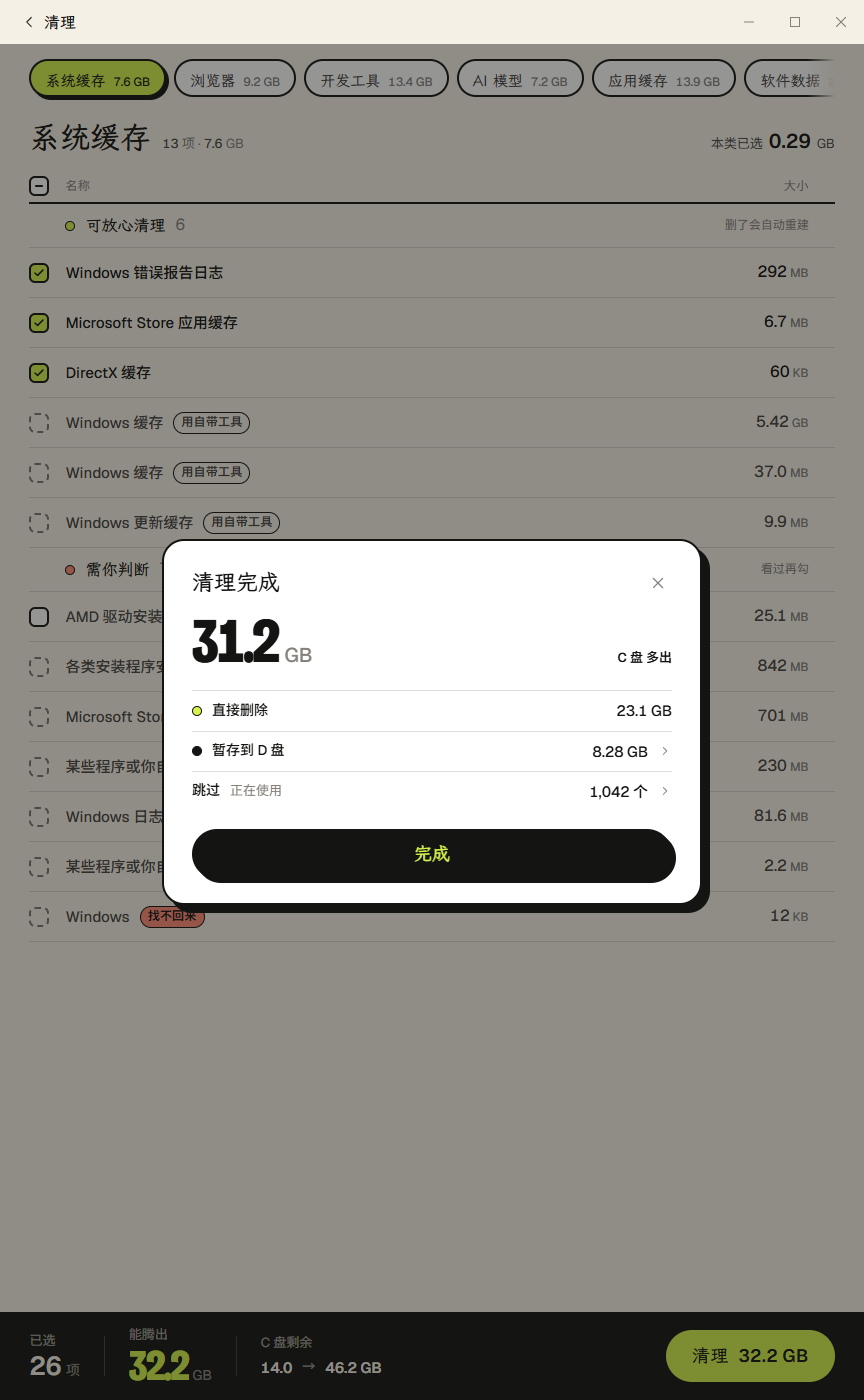 清理
系统缓存 7.6 GB 浏览器 9.2 GB 开发工具 13.4 GB AI 模型 7.2 GB 应用缓存 13.9 GB 软件数据
系统缓存 13 项 · 7.6 GB 本类已选 0.29 GB
名称 大小
可放心清理 6 删了会自动重建
Windows 错误报告日志 292 MB
Microsoft Store 应用缓存 6.7 MB
DirectX 缓存 60 KB
Windows 缓存 用自带工具 5.42 GB
Windows 缓存 用自带工具 37.0 MB
Windows 更新缓存 用自带工具 9.9 MB
需你判断 看过再勾
AMD 驱动安装 25.1 MB
各类安装程序 842 MB
Microsoft Sto 701 MB
某些程序或你 230 MB
Windows 日志 81.6 MB
某些程序或你 2.2 MB
Windows 找不回来 12 KB
清理完成
31.2 GB C 盘 多出
直接删除 23.1 GB
暂存到 D 盘 8.28 GB
跳过 正在使用 1,042 个
完成
已选 能腾出 C 盘剩余
26 项 32.2 GB 14.0 → 46.2 GB 清理 32.2 GB